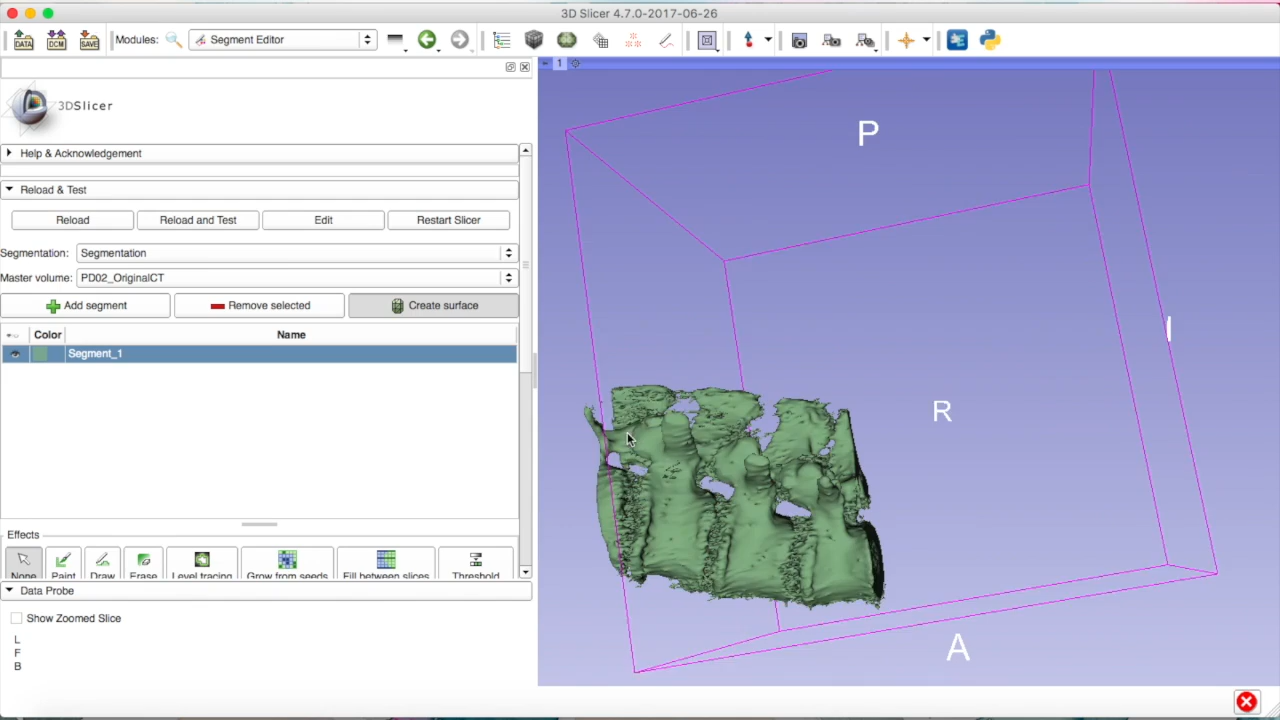 3D Slicer 4.7.0-2017-06-26
DATA DCM SAVE Modules: Segment Editor
1
3DSlicer
Help & Acknowledgement
Reload & Test
Reload Reload and Test Edit Restart Slicer
Segmentation: Segmentation
Master volume: PD02_OriginalCT
Add segment Remove selected Create surface
Color Name
Segment_1
Effects
None Paint Draw Erase Level tracing Grow from seeds Fill between slices Threshold
Data Probe
Show Zoomed Slice
L
F
B
P
I
R
A